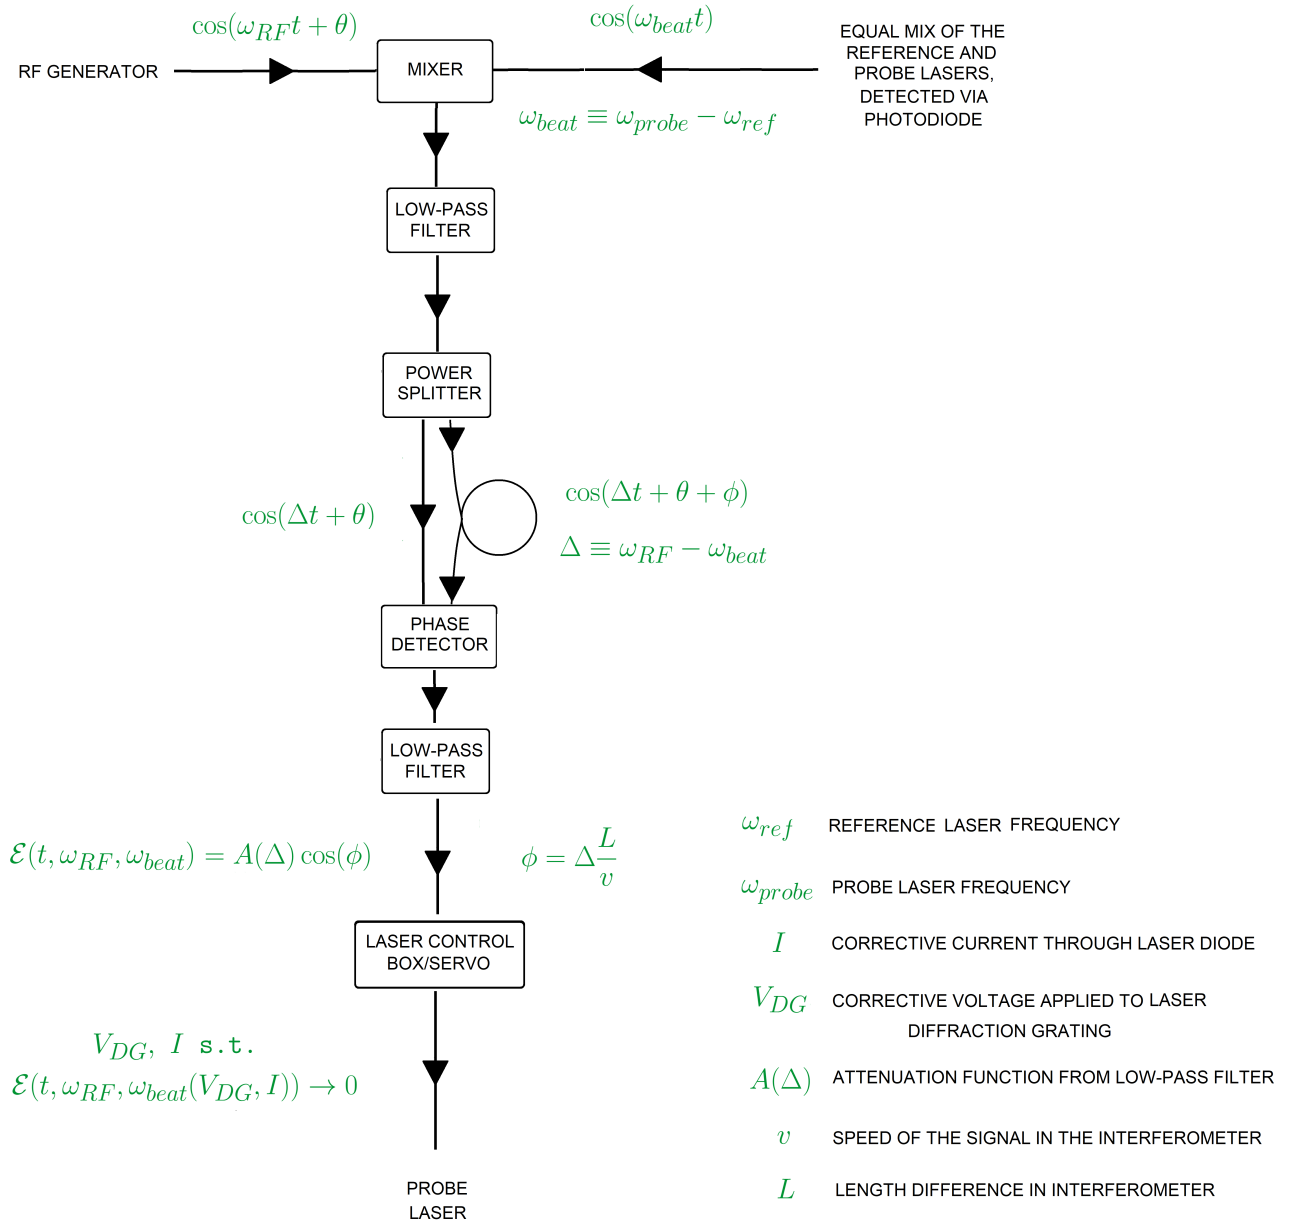 cos(ω_RF t + θ)
cos(ω_beat t)
RF GENERATOR
MIXER
EQUAL MIX OF THE
REFERENCE AND
PROBE LASERS,
DETECTED VIA
PHOTODIODE
ω_beat ≡ ω_probe − ω_ref
LOW-PASS
FILTER
POWER
SPLITTER
cos(Δt + θ)
cos(Δt + θ + ϕ)
Δ ≡ ω_RF − ω_beat
PHASE
DETECTOR
LOW-PASS
FILTER
ℰ(t, ω_RF, ω_beat) = A(Δ) cos(ϕ)
ϕ = Δ L/v
LASER CONTROL
BOX/SERVO
V_DG, I s.t.
ℰ(t, ω_RF, ω_beat(V_DG, I)) → 0
PROBE
LASER
ω_ref REFERENCE LASER FREQUENCY
ω_probe PROBE LASER FREQUENCY
I CORRECTIVE CURRENT THROUGH LASER DIODE
V_DG CORRECTIVE VOLTAGE APPLIED TO LASER
DIFFRACTION GRATING
A(Δ) ATTENUATION FUNCTION FROM LOW-PASS FILTER
v SPEED OF THE SIGNAL IN THE INTERFEROMETER
L LENGTH DIFFERENCE IN INTERFEROMETER